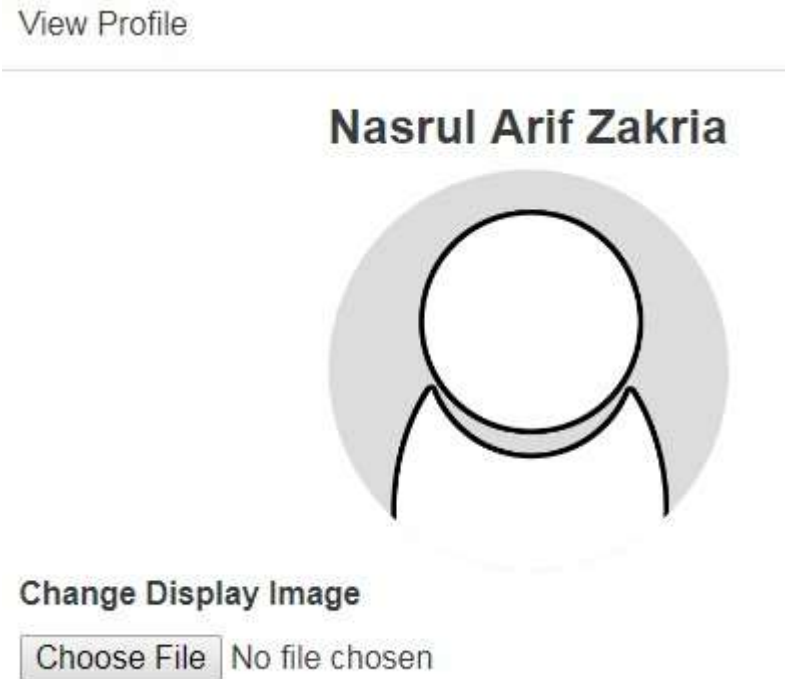 View Profile
Nasrul Arif Zakria
Change Display Image
Choose File No file chosen